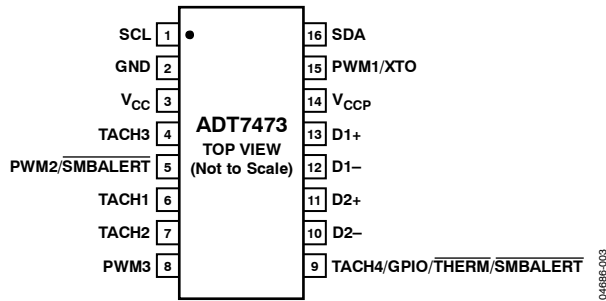 SCL 1 16 SDA
GND 2 15 PWM1/XTO
VCC 3 14 VCCP
TACH3 4 13 D1+
PWM2/SMBALERT 5 12 D1–
TACH1 6 11 D2+
TACH2 7 10 D2–
PWM3 8 9 TACH4/GPIO/THERM/SMBALERT
ADT7473
TOP VIEW
(Not to Scale)
04686-003